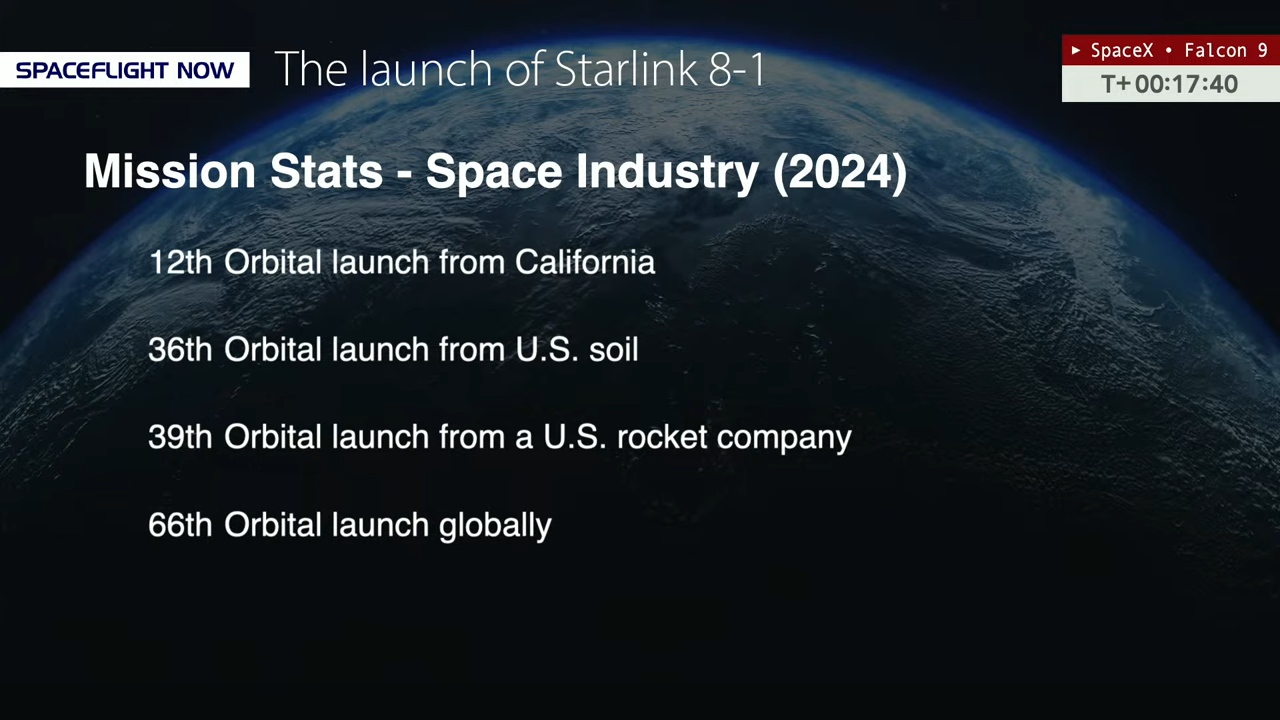 SPACEFLIGHT NOW
The launch of Starlink 8-1
► SpaceX • Falcon 9
T+00:17:40
Mission Stats - Space Industry (2024)
12th Orbital launch from California
36th Orbital launch from U.S. soil
39th Orbital launch from a U.S. rocket company
66th Orbital launch globally